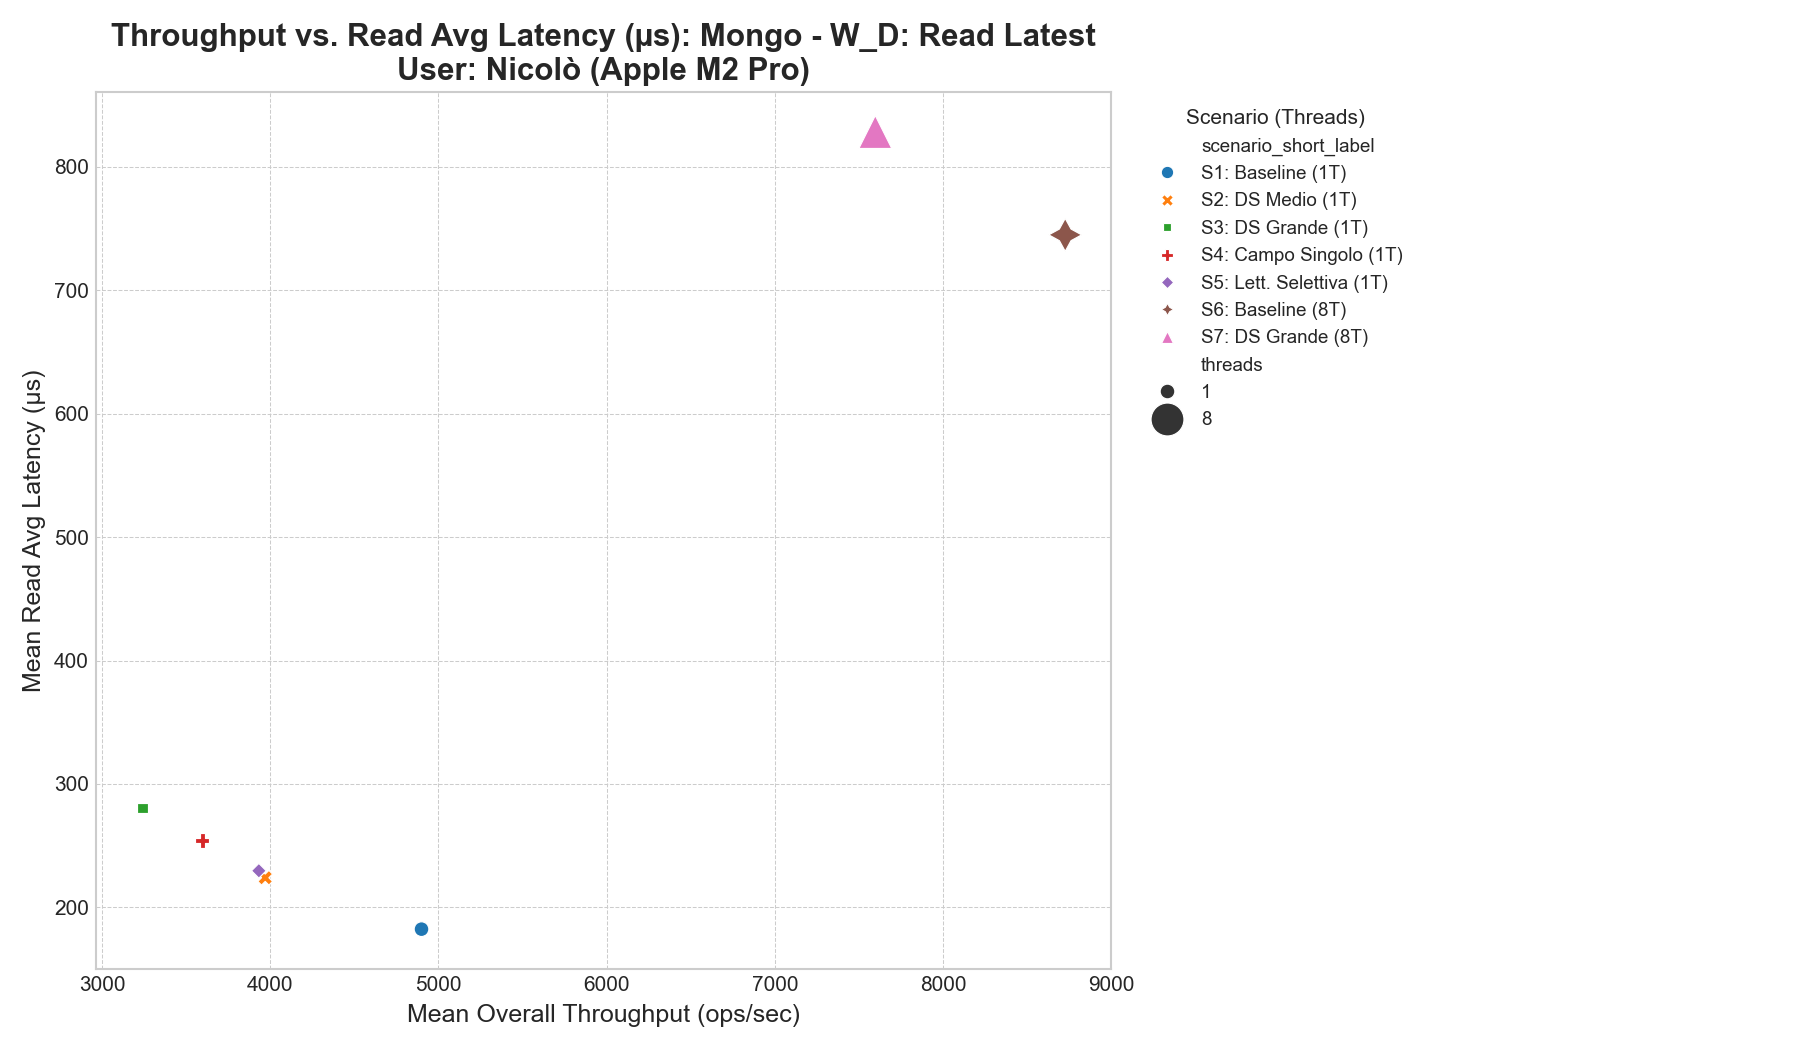 Throughput vs. Read Avg Latency (µs): Mongo - W_D: Read Latest
User: Nicolò (Apple M2 Pro)
Mean Read Avg Latency (µs)
800
700
600
500
400
300
200
3000
4000
5000
6000
7000
8000
9000
Mean Overall Throughput (ops/sec)
Scenario (Threads)
scenario_short_label
S1: Baseline (1T)
S2: DS Medio (1T)
S3: DS Grande (1T)
S4: Campo Singolo (1T)
S5: Lett. Selettiva (1T)
S6: Baseline (8T)
S7: DS Grande (8T)
threads
1
8